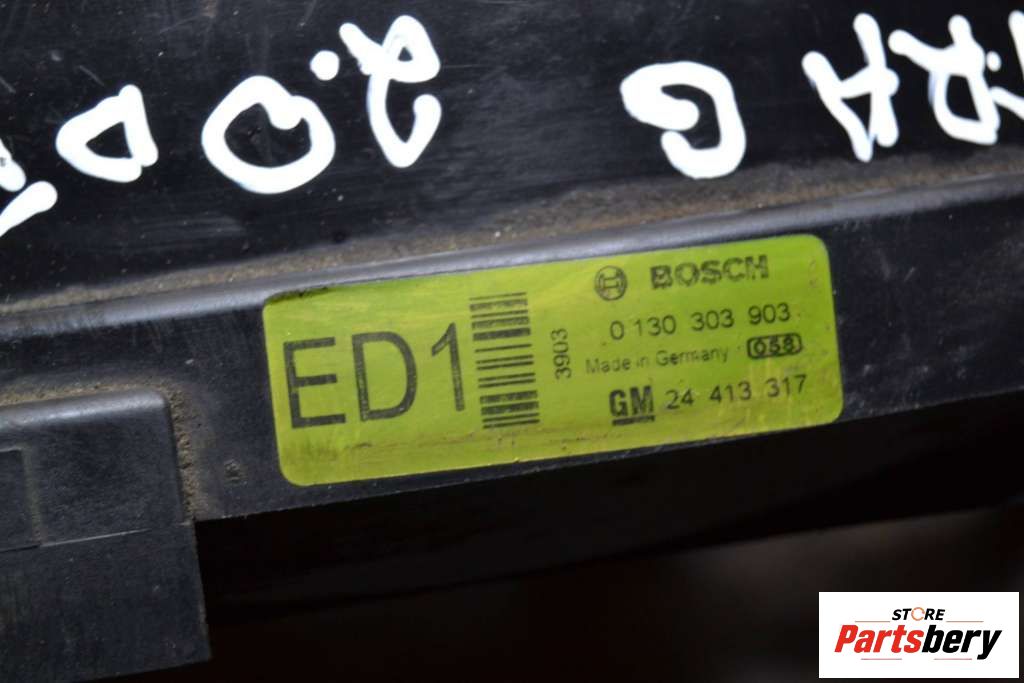 2.0 Di
ED1
3903
BOSCH
0 130 303 903
Made in Germany 058
GM 24 413 317
STORE
Partsbery